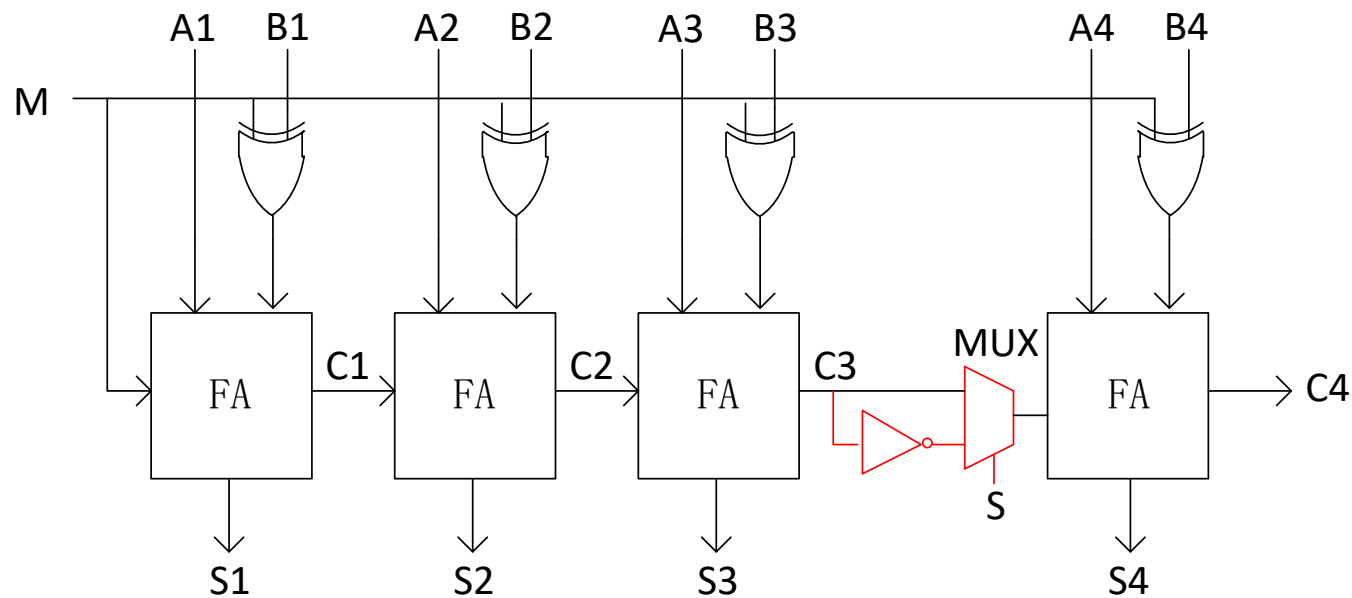 A1 B1 A2 B2 A3 B3 A4 B4
M
MUX
FA C1 FA C2 FA C3 FA C4
S
S1 S2 S3 S4